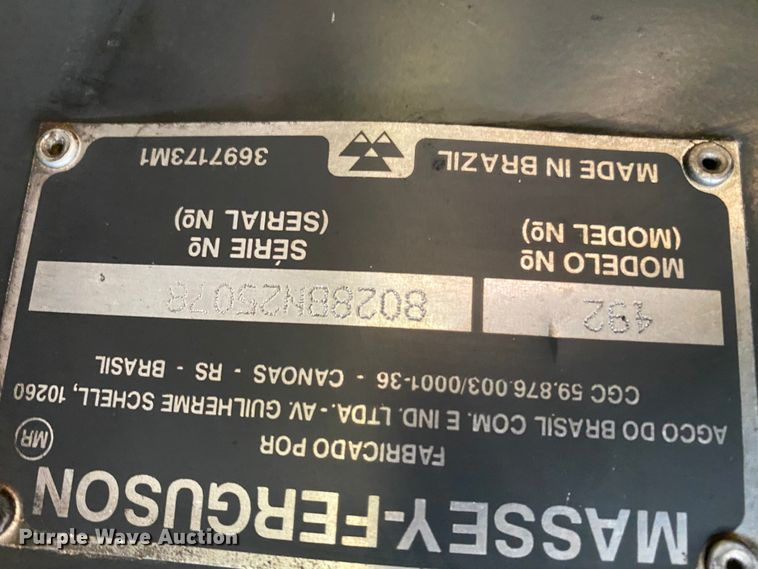 MASSEY-FERGUSON
FABRICADO POR
MR
AGCO DO BRASIL COM. E IND. LTDA. - AV. GUILHERME SCHELL, 10260
CGC 59.876.003/0001-36 - CANOAS - RS - BRASIL
492 8028BN25078
MODELO Nº SÉRIE Nº
(MODEL Nº) (SERIAL Nº)
MADE IN BRAZIL 3697173M1
Purple Wave Auction